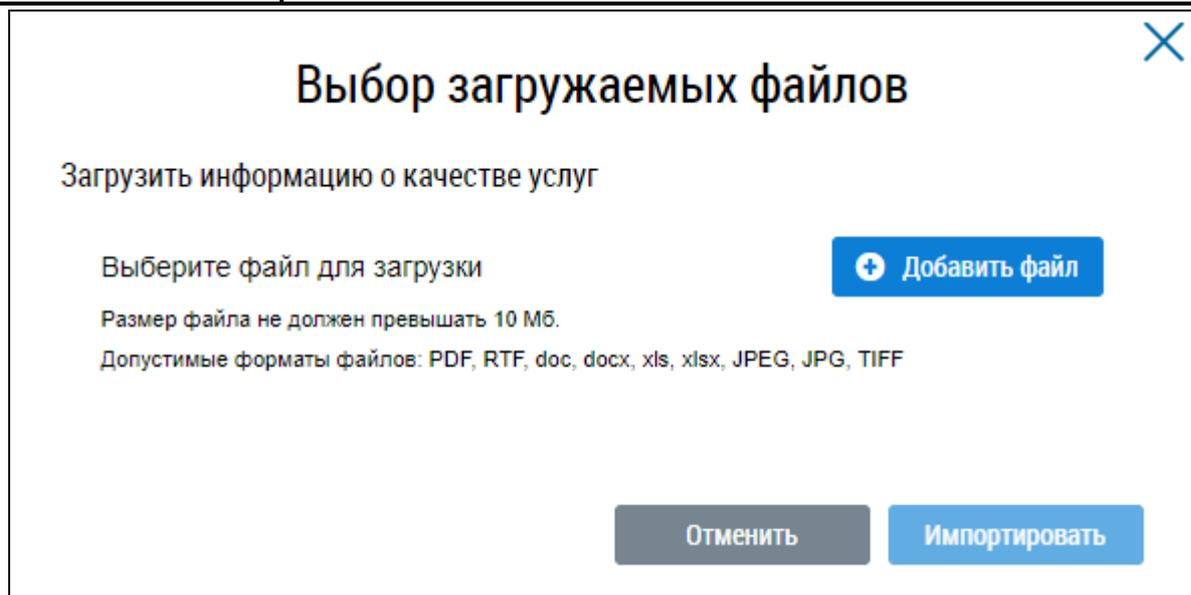 Выбор загружаемых файлов
Загрузить информацию о качестве услуг
Выберите файл для загрузки
Добавить файл
Размер файла не должен превышать 10 Мб.
Допустимые форматы файлов: PDF, RTF, doc, docx, xls, xlsx, JPEG, JPG, TIFF
Отменить
Импортировать